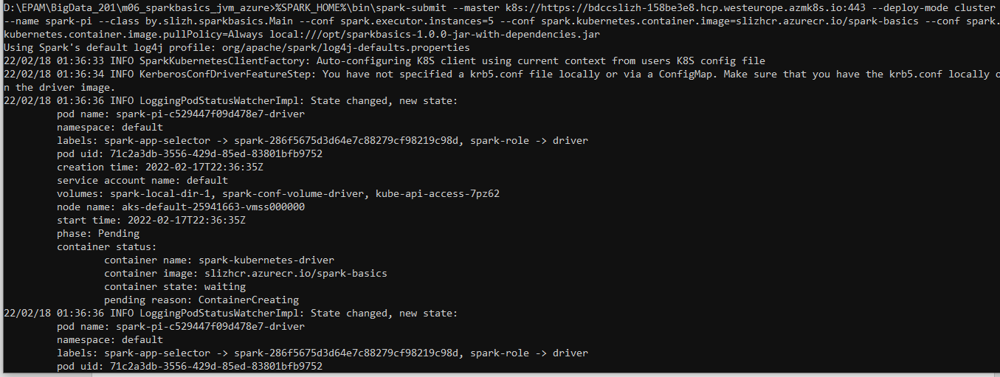 D:\EPAM\BigData_201\m06_sparkbasics_jvm_azure>%SPARK_HOME%\bin\spark-submit --master k8s://https://bdccslizh-158be3e8.hcp.westeurope.azmk8s.io:443 --deploy-mode cluster
--name spark-pi --class by.slizh.sparkbasics.Main --conf spark.executor.instances=5 --conf spark.kubernetes.container.image=slizhcr.azurecr.io/spark-basics --conf spark.
kubernetes.container.image.pullPolicy=Always local:///opt/sparkbasics-1.0.0-jar-with-dependencies.jar
Using Spark's default log4j profile: org/apache/spark/log4j-defaults.properties
22/02/18 01:36:33 INFO SparkKubernetesClientFactory: Auto-configuring K8S client using current context from users K8S config file
22/02/18 01:36:34 INFO KerberosConfDriverFeatureStep: You have not specified a krb5.conf file locally or via a ConfigMap. Make sure that you have the krb5.conf locally o
n the driver image.
22/02/18 01:36:36 INFO LoggingPodStatusWatcherImpl: State changed, new state:
pod name: spark-pi-c529447f09d478e7-driver
namespace: default
labels: spark-app-selector -> spark-286f5675d3d64e7c88279cf98219c98d, spark-role -> driver
pod uid: 71c2a3db-3556-429d-85ed-83801bfb9752
creation time: 2022-02-17T22:36:35Z
service account name: default
volumes: spark-local-dir-1, spark-conf-volume-driver, kube-api-access-7pz62
node name: aks-default-25941663-vmss000000
start time: 2022-02-17T22:36:35Z
phase: Pending
container status:
container name: spark-kubernetes-driver
container image: slizhcr.azurecr.io/spark-basics
container state: waiting
pending reason: ContainerCreating
22/02/18 01:36:36 INFO LoggingPodStatusWatcherImpl: State changed, new state:
pod name: spark-pi-c529447f09d478e7-driver
namespace: default
labels: spark-app-selector -> spark-286f5675d3d64e7c88279cf98219c98d, spark-role -> driver
pod uid: 71c2a3db-3556-429d-85ed-83801bfb9752